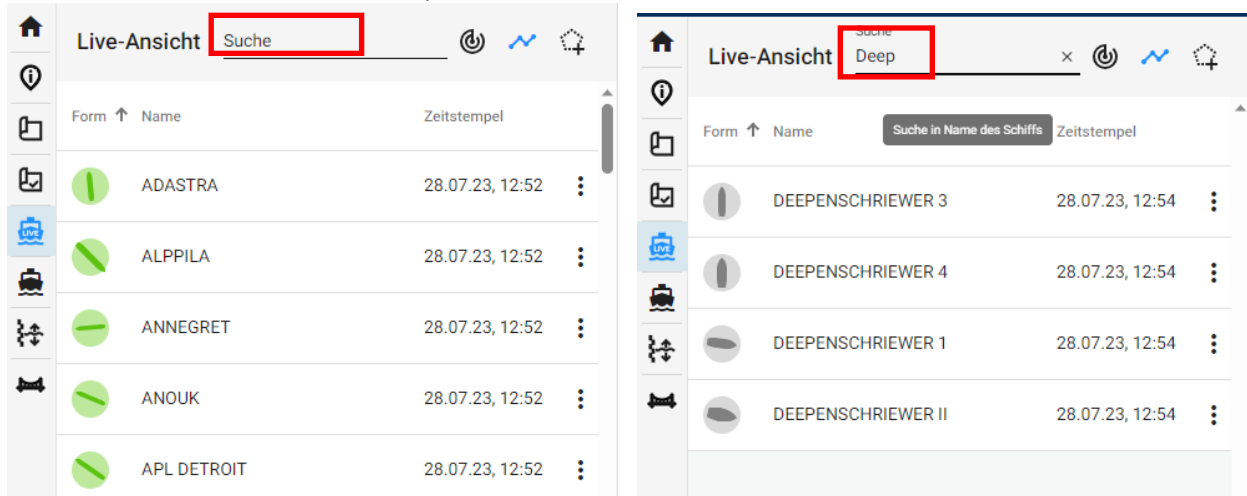 Live-Ansicht Suche
Form Name Zeitstempel
LIVE
ADASTRA 28.07.23, 12:52
ALPPILA 28.07.23, 12:52
ANNEGRET 28.07.23, 12:52
ANOUK 28.07.23, 12:52
APL DETROIT 28.07.23, 12:52
Suche
Live-Ansicht Deep ×
Suche in Name des Schiffs
Form Name Zeitstempel
LIVE
DEEPENSCHRIEWER 3 28.07.23, 12:54
DEEPENSCHRIEWER 4 28.07.23, 12:54
DEEPENSCHRIEWER 1 28.07.23, 12:54
DEEPENSCHRIEWER II 28.07.23, 12:54